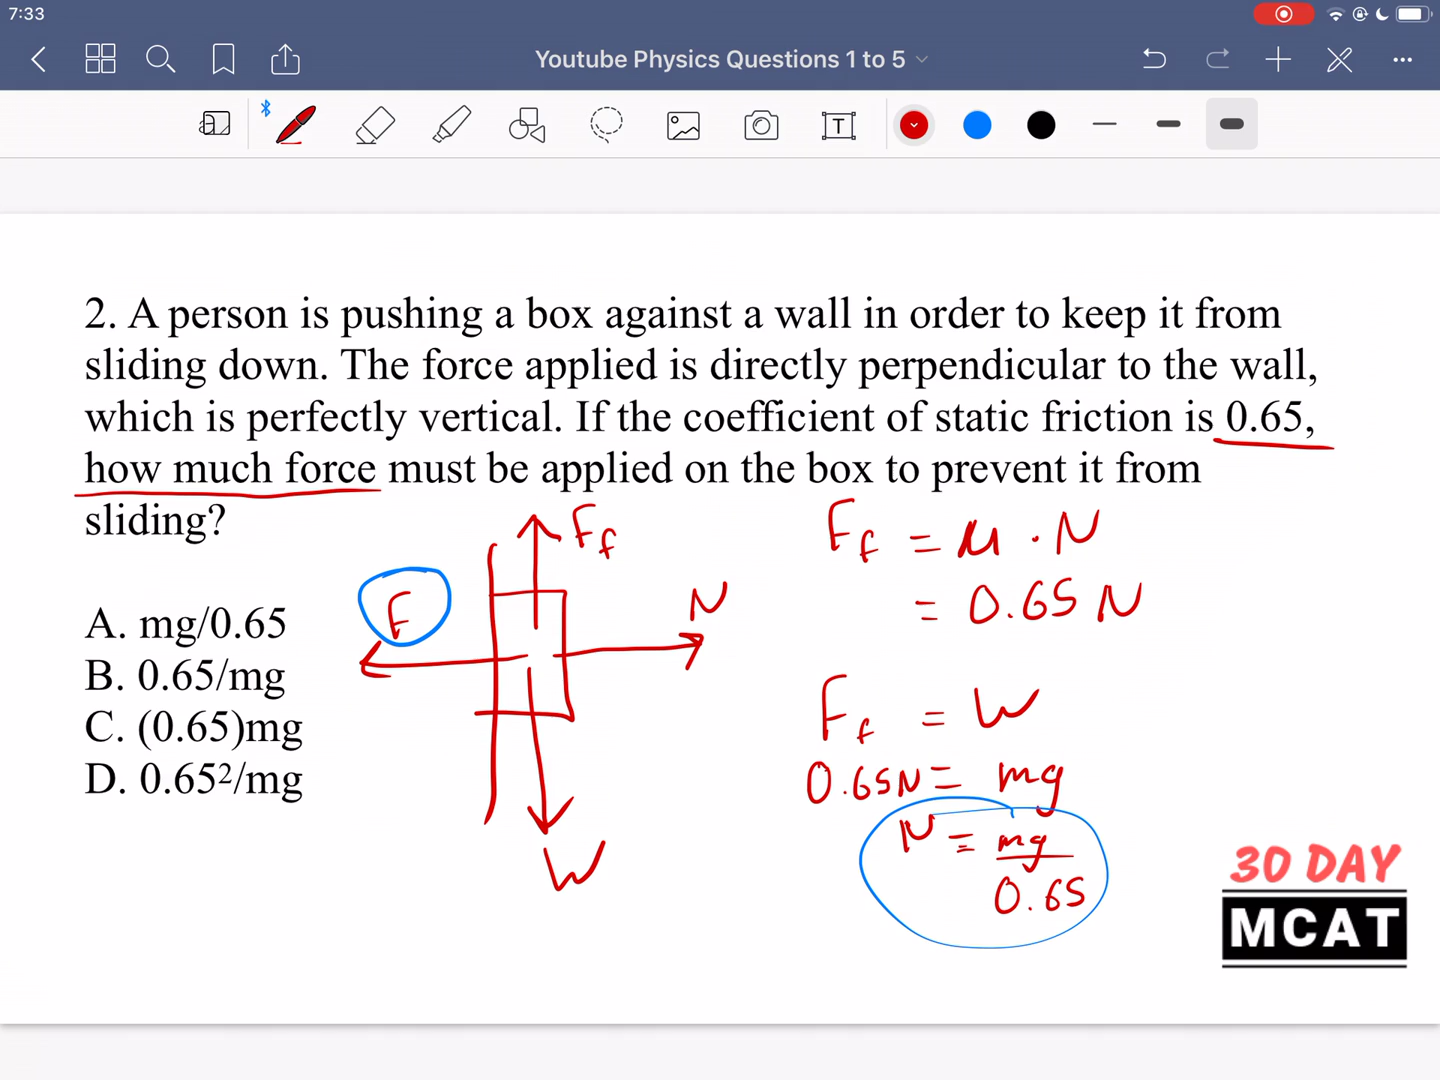 7:33
Youtube Physics Questions 1 to 5
T
2. A person is pushing a box against a wall in order to keep it from
sliding down. The force applied is directly perpendicular to the wall,
which is perfectly vertical. If the coefficient of static friction is 0.65,
how much force must be applied on the box to prevent it from
sliding?
A. mg/0.65
B. 0.65/mg
C. (0.65)mg
D. 0.65²/mg
Ff
F
N
W
Ff = μ · N
= 0.65 N
Ff = W
0.65N = mg
N = mg/0.65
30 DAY
MCAT